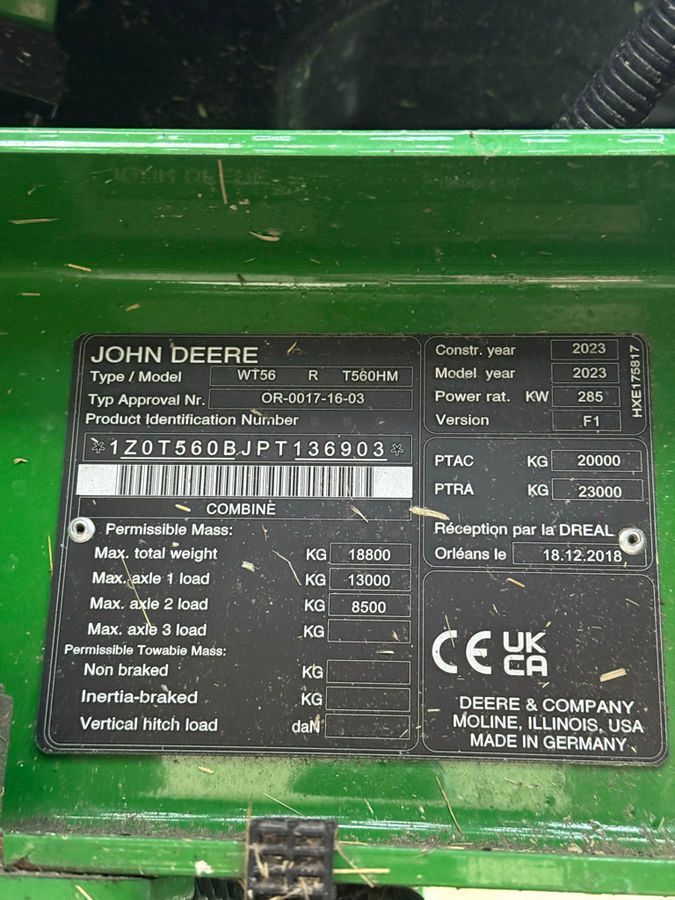 JOHN DEERE
Type / Model WT56 R T560HM
Typ Approval Nr. OR-0017-16-03
Product Identification Number
*1Z0T560BJPT136903*
COMBINE
Permissible Mass:
Max. total weight KG 18800
Max. axle 1 load KG 13000
Max. axle 2 load KG 8500
Max. axle 3 load KG
Permissible Towable Mass:
Non braked KG
Inertia-braked KG
Vertical hitch load daN
Constr. year 2023
Model year 2023
Power rat. KW 285
Version F1
HXE175817
PTAC KG 20000
PTRA KG 23000
Réception par la DREAL
Orléans le 18.12.2018
CE UK
CA
DEERE & COMPANY
MOLINE, ILLINOIS, USA
MADE IN GERMANY